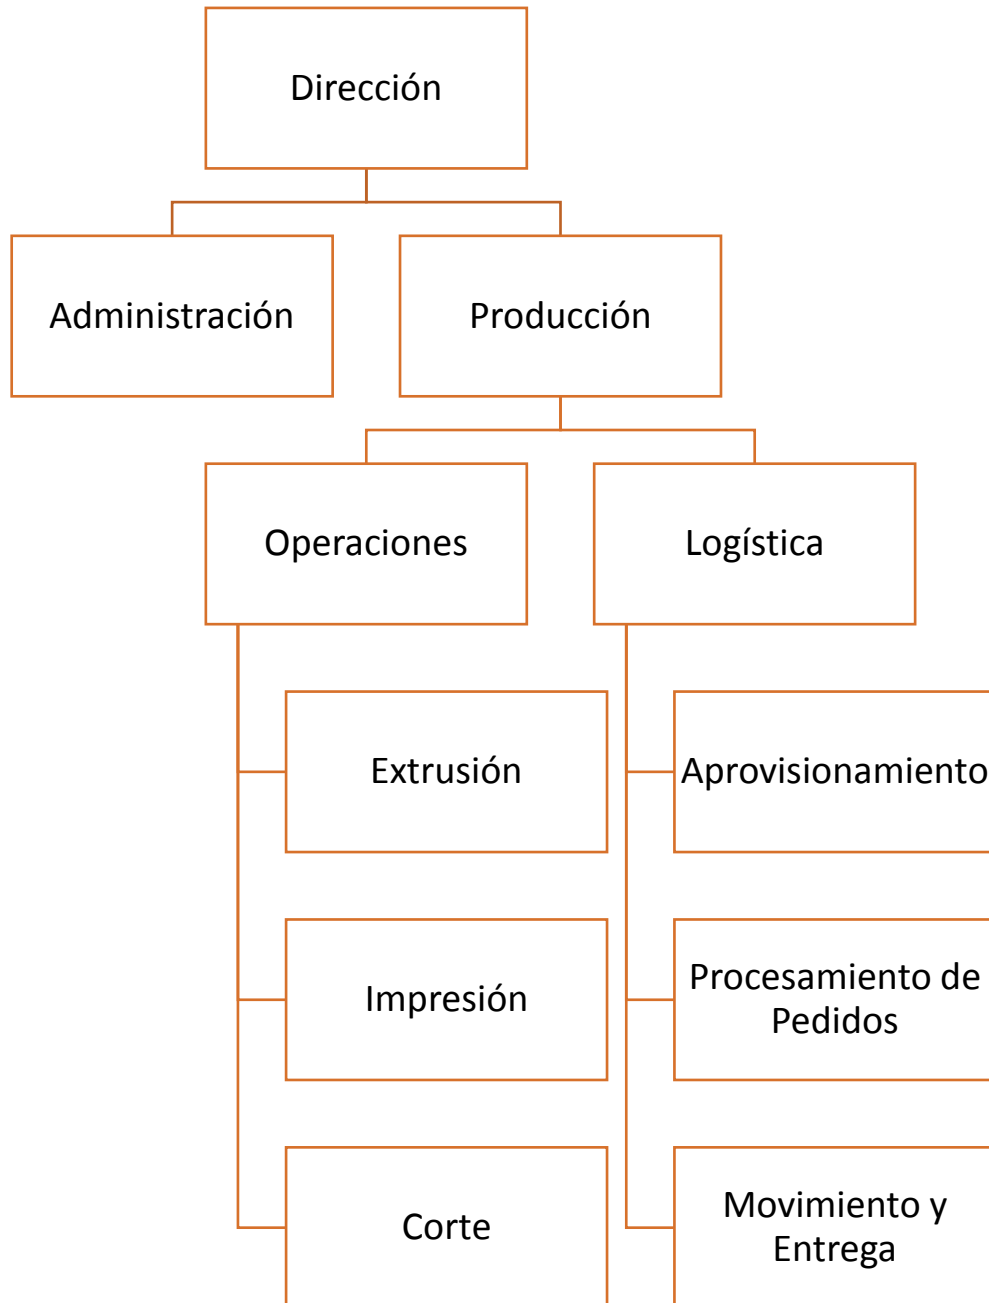 Dirección
Administración
Producción
Operaciones
Logística
Extrusión
Aprovisionamiento
Impresión
Procesamiento de
Pedidos
Corte
Movimiento y
Entrega